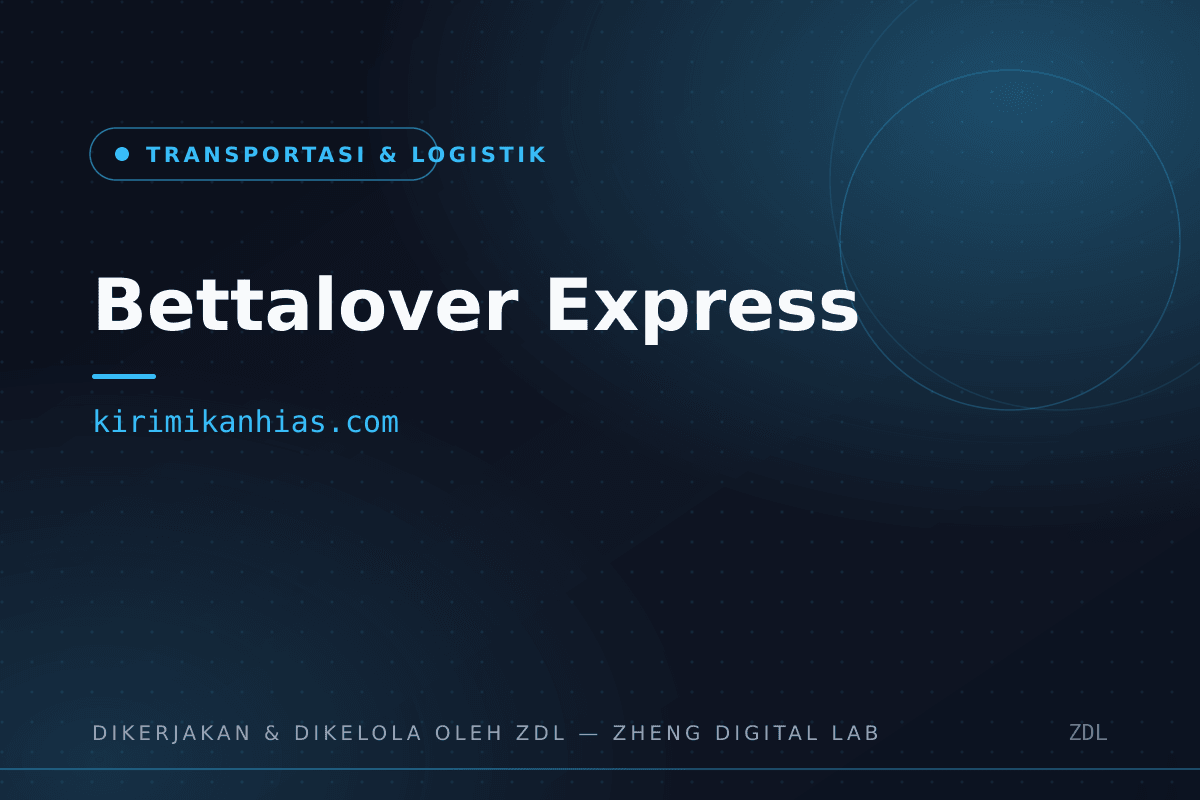 TRANSPORTASI & LOGISTIK
Bettalover Express
kirimikanhias.com
DIKERJAKAN & DIKELOLA OLEH ZDL — ZHENG DIGITAL LAB
ZDL